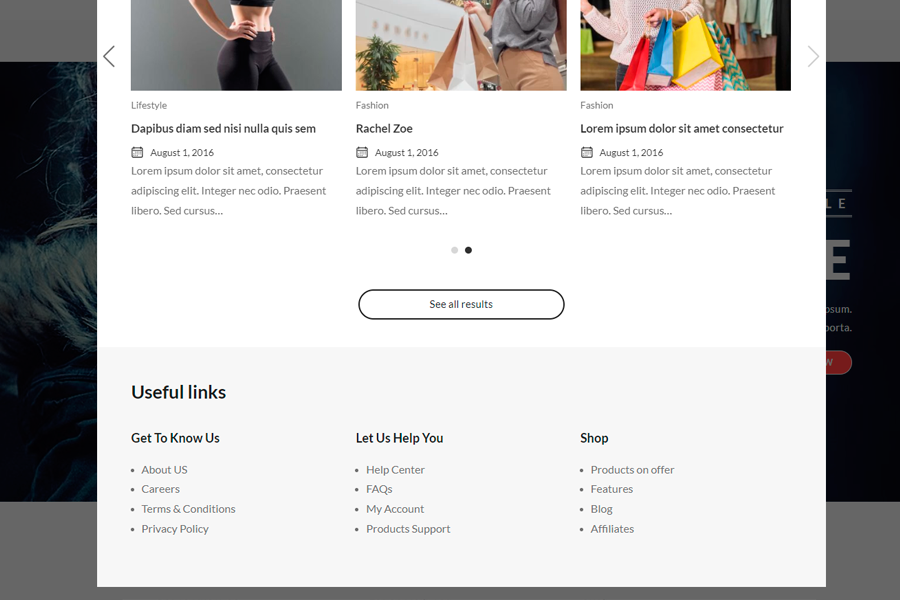 Lifestyle
Dapibus diam sed nisi nulla quis sem
August 1, 2016
Lorem ipsum dolor sit amet, consectetur
adipiscing elit. Integer nec odio. Praesent
libero. Sed cursus...
Fashion
Rachel Zoe
August 1, 2016
Lorem ipsum dolor sit amet, consectetur
adipiscing elit. Integer nec odio. Praesent
libero. Sed cursus...
Fashion
Lorem ipsum dolor sit amet consectetur
August 1, 2016
Lorem ipsum dolor sit amet, consectetur
adipiscing elit. Integer nec odio. Praesent
libero. Sed cursus...
See all results
Useful links
Get To Know Us
About US
Careers
Terms & Conditions
Privacy Policy
Let Us Help You
Help Center
FAQs
My Account
Products Support
Shop
Products on offer
Features
Blog
Affiliates